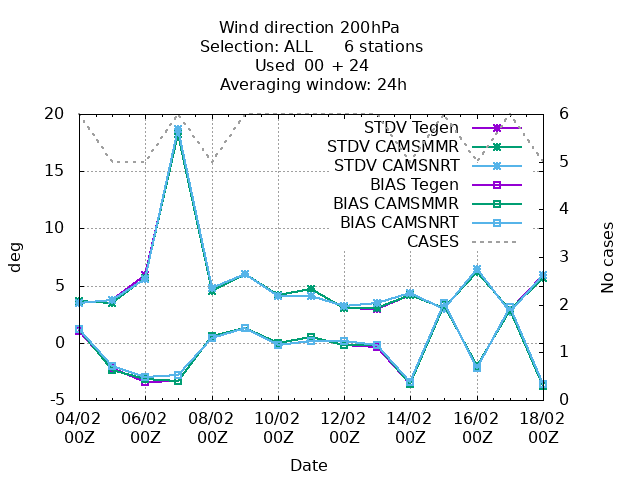 Wind direction 200hPa
Selection: ALL 6 stations
Used 00 + 24
Averaging window: 24h
20
15
10
5
0
-5
deg
6
5
4
3
2
1
0
No cases
STDV Tegen
STDV CAMSMMR
STDV CAMSNRT
BIAS Tegen
BIAS CAMSMMR
BIAS CAMSNRT
CASES
04/02 06/02 08/02 10/02 12/02 14/02 16/02 18/02
00Z 00Z 00Z 00Z 00Z 00Z 00Z 00Z
Date